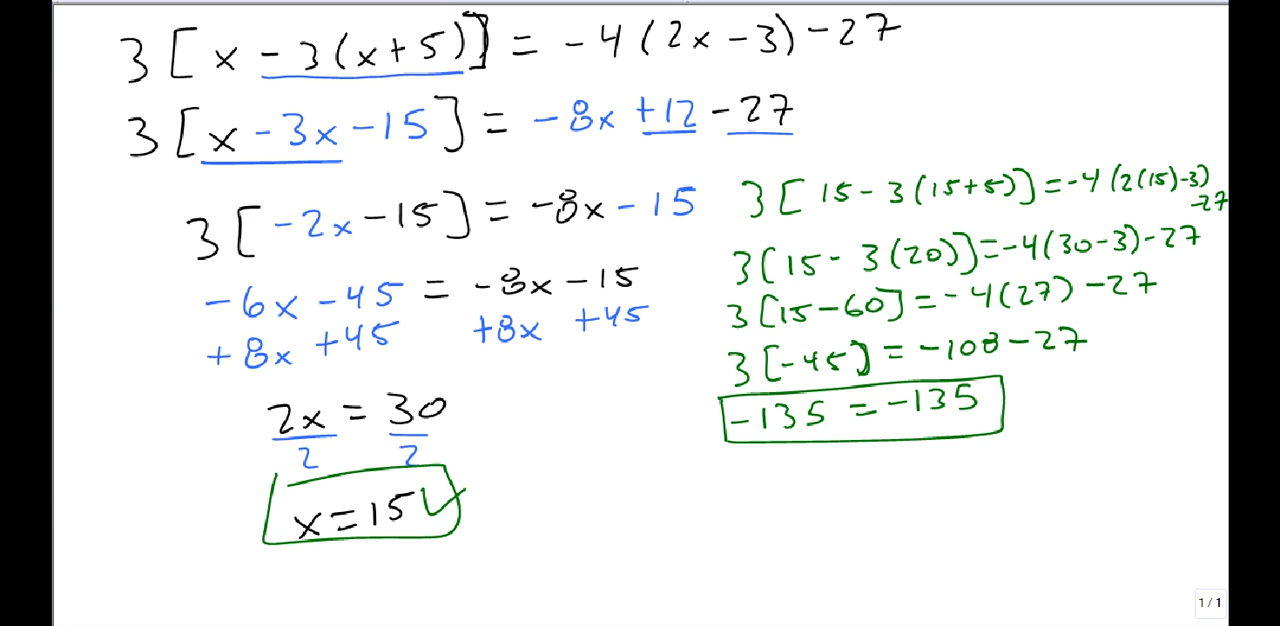 3[x - 3(x+5)] = -4(2x-3) - 27
3[x - 3x - 15] = -8x + 12 - 27
3[-2x - 15] = -8x - 15
-6x - 45 = -8x - 15
+8x +45 +8x +45
2x = 30
2 2
x = 15 ✓
3[15 - 3(15+5)] = -4(2(15)-3)
-27
3[15 - 3(20)] = -4(30-3) - 27
3[15 - 60] = -4(27) - 27
3[-45] = -108 - 27
-135 = -135
1 / 1